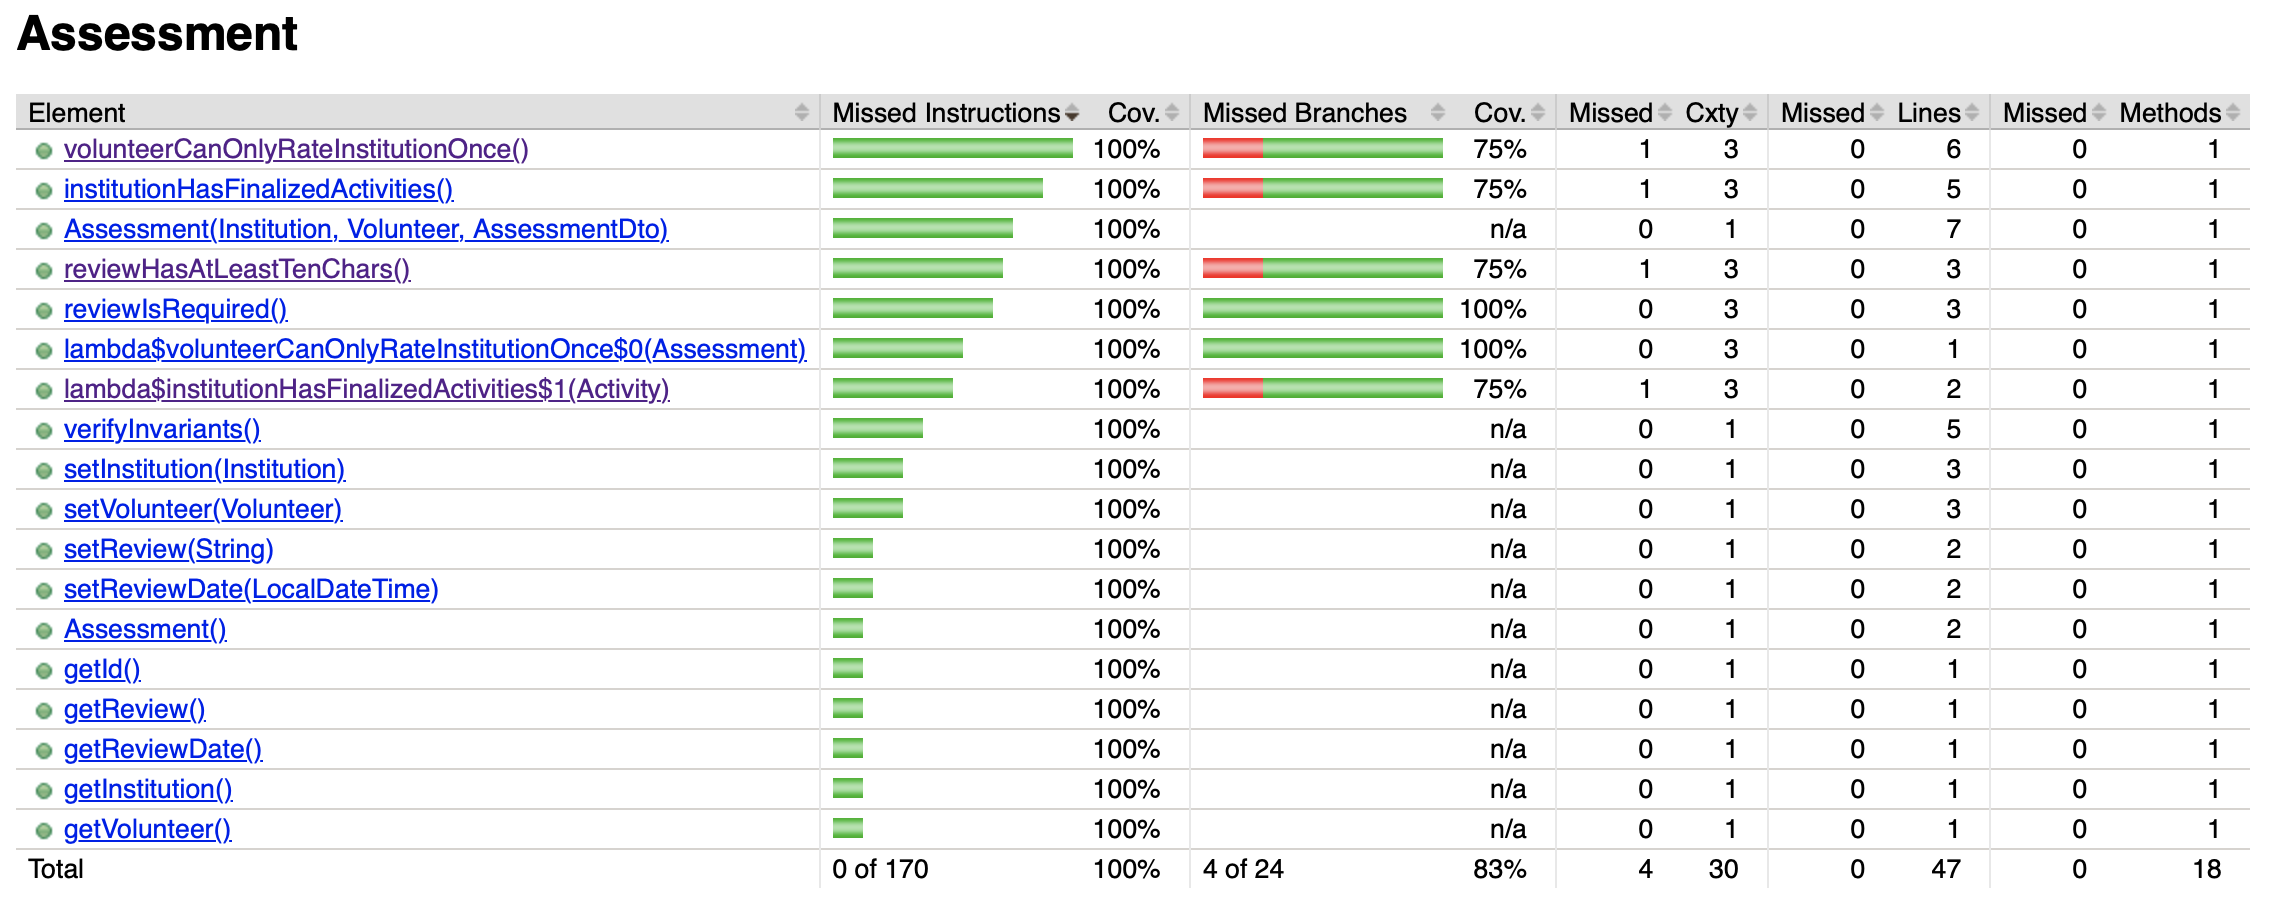 Assessment
Element Missed Instructions Cov. Missed Branches Cov. Missed Cxty Missed Lines Missed Methods
volunteerCanOnlyRateInstitutionOnce() 100% 75% 1 3 0 6 0 1
institutionHasFinalizedActivities() 100% 75% 1 3 0 5 0 1
Assessment(Institution, Volunteer, AssessmentDto) 100% n/a 0 1 0 7 0 1
reviewHasAtLeastTenChars() 100% 75% 1 3 0 3 0 1
reviewIsRequired() 100% 100% 0 3 0 3 0 1
lambda$volunteerCanOnlyRateInstitutionOnce$0(Assessment) 100% 100% 0 3 0 1 0 1
lambda$institutionHasFinalizedActivities$1(Activity) 100% 75% 1 3 0 2 0 1
verifyInvariants() 100% n/a 0 1 0 5 0 1
setInstitution(Institution) 100% n/a 0 1 0 3 0 1
setVolunteer(Volunteer) 100% n/a 0 1 0 3 0 1
setReview(String) 100% n/a 0 1 0 2 0 1
setReviewDate(LocalDateTime) 100% n/a 0 1 0 2 0 1
Assessment() 100% n/a 0 1 0 2 0 1
getId() 100% n/a 0 1 0 1 0 1
getReview() 100% n/a 0 1 0 1 0 1
getReviewDate() 100% n/a 0 1 0 1 0 1
getInstitution() 100% n/a 0 1 0 1 0 1
getVolunteer() 100% n/a 0 1 0 1 0 1
Total 0 of 170 100% 4 of 24 83% 4 30 0 47 0 18